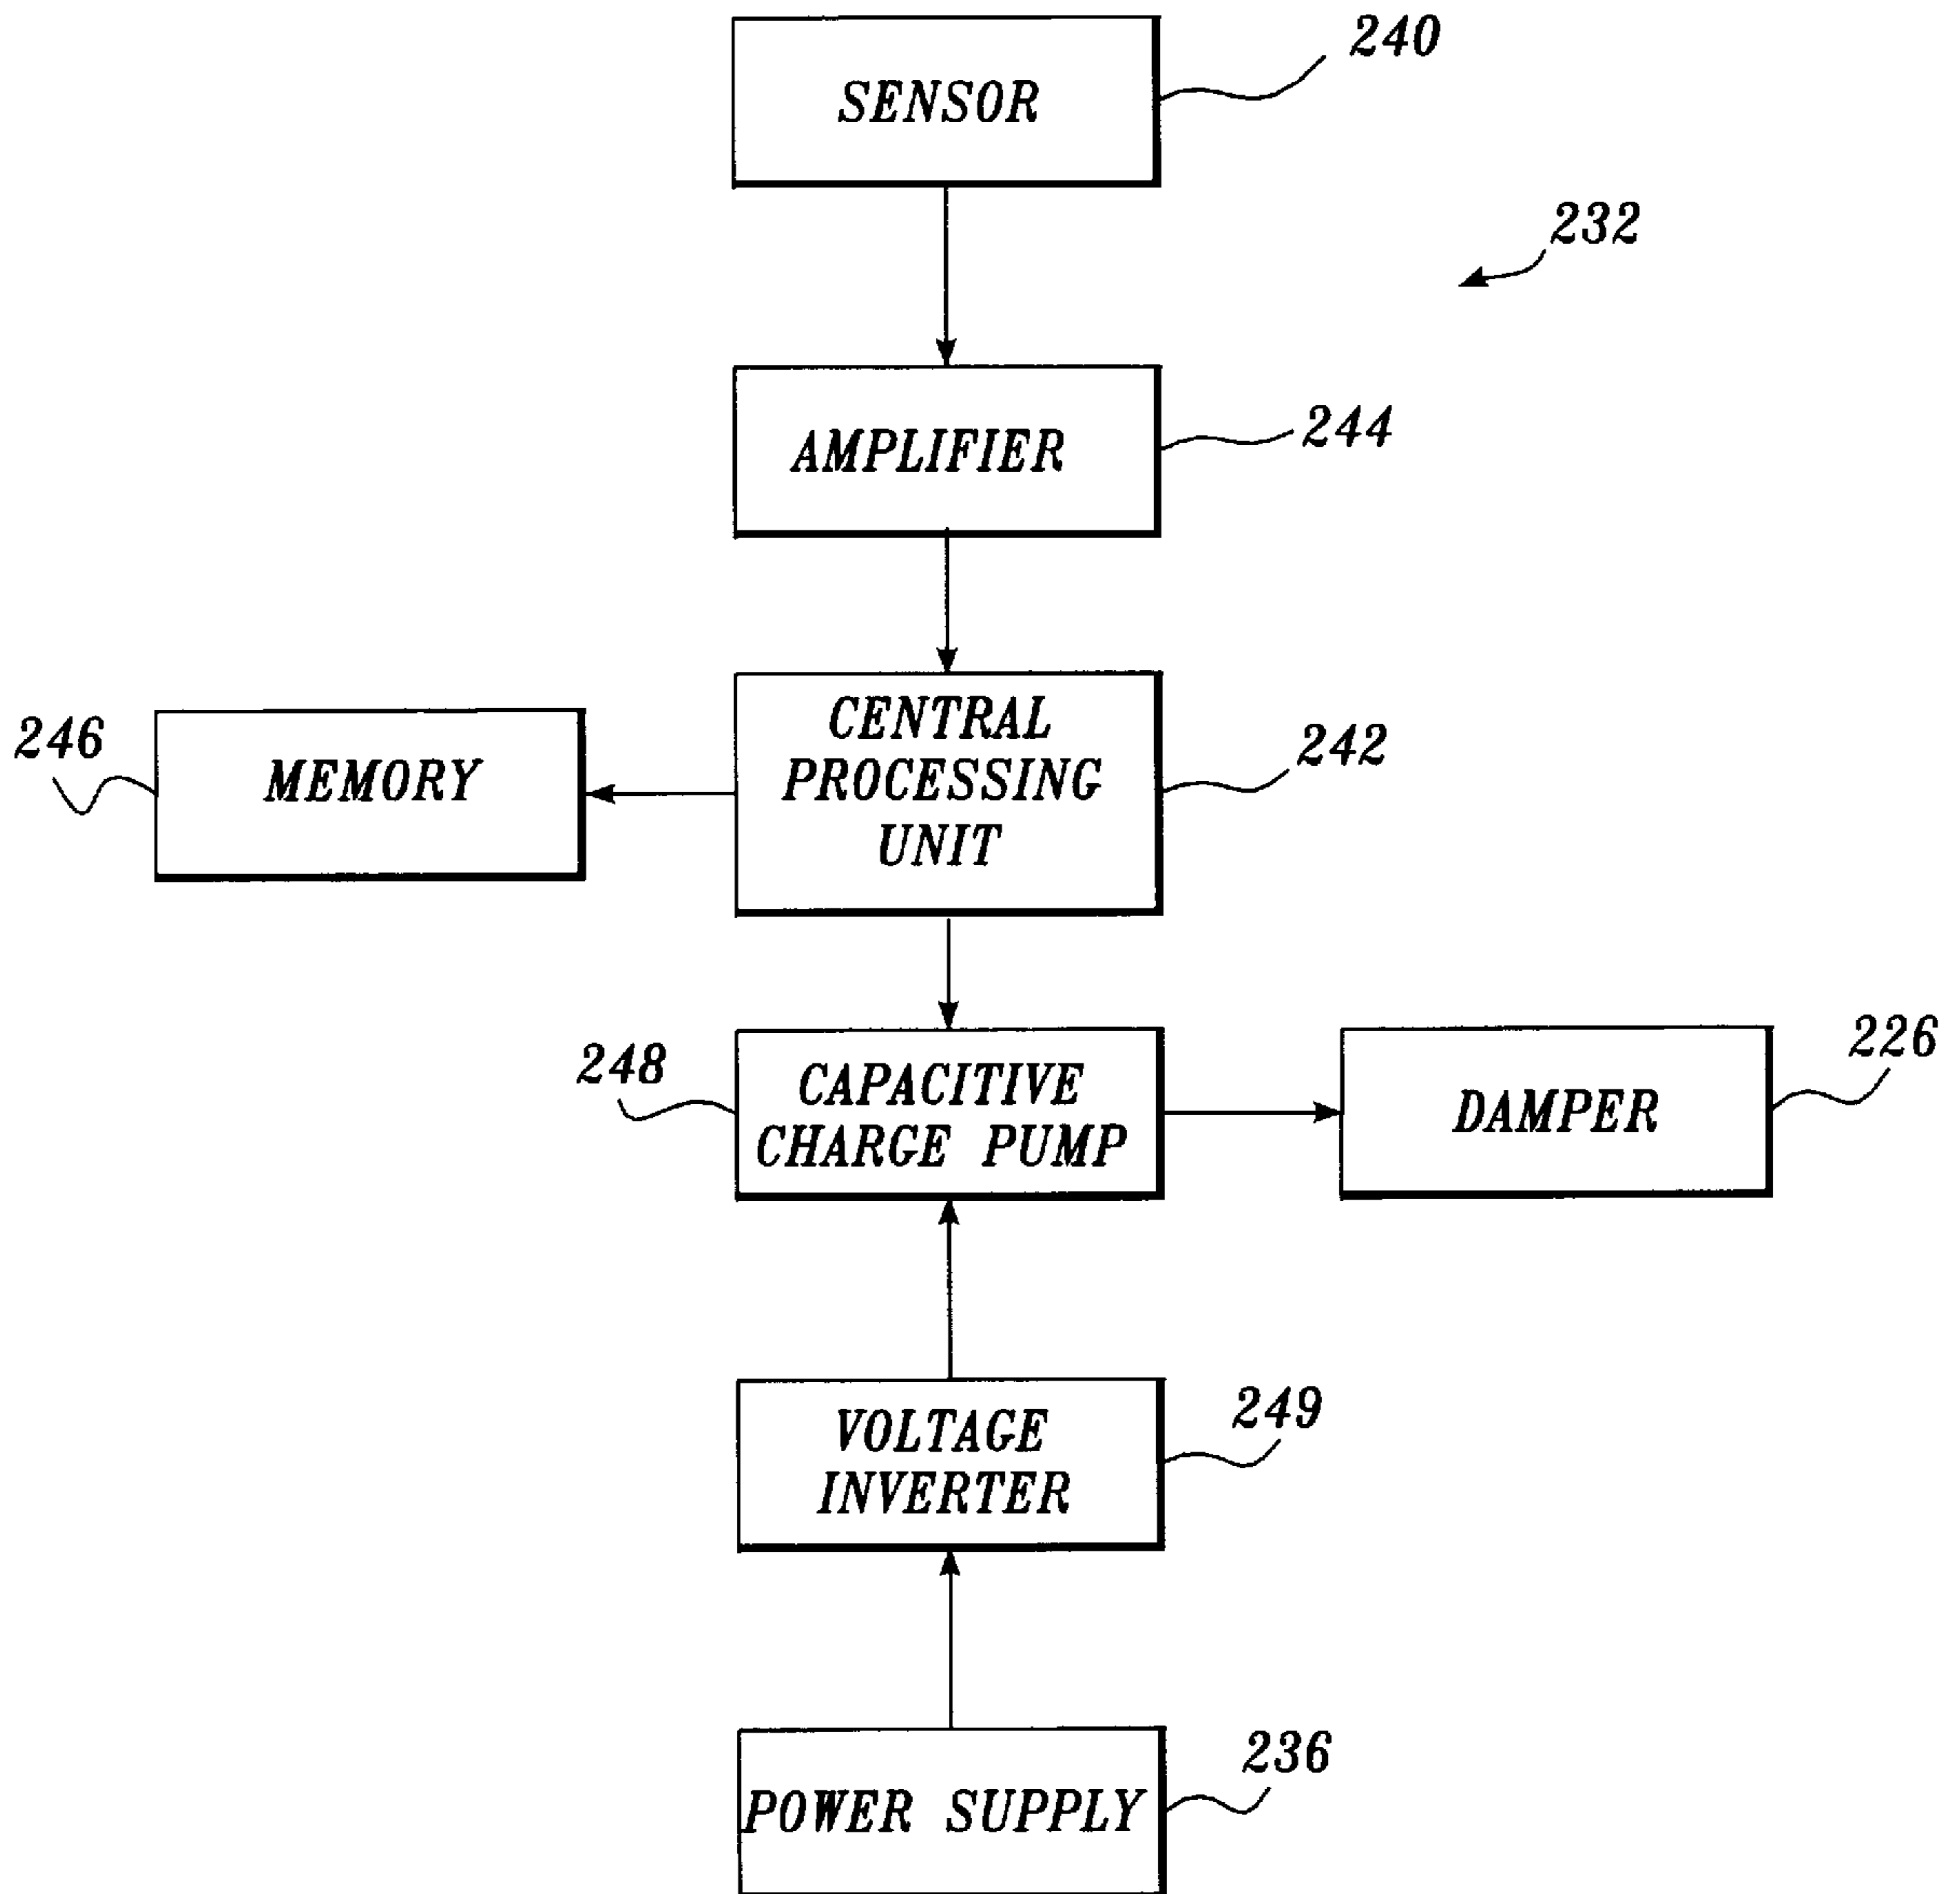 240
SENSOR
232
AMPLIFIER
244
246
MEMORY
CENTRAL
PROCESSING
UNIT
242
248
CAPACITIVE
CHARGE PUMP
226
DAMPER
VOLTAGE
INVERTER
249
POWER SUPPLY
236